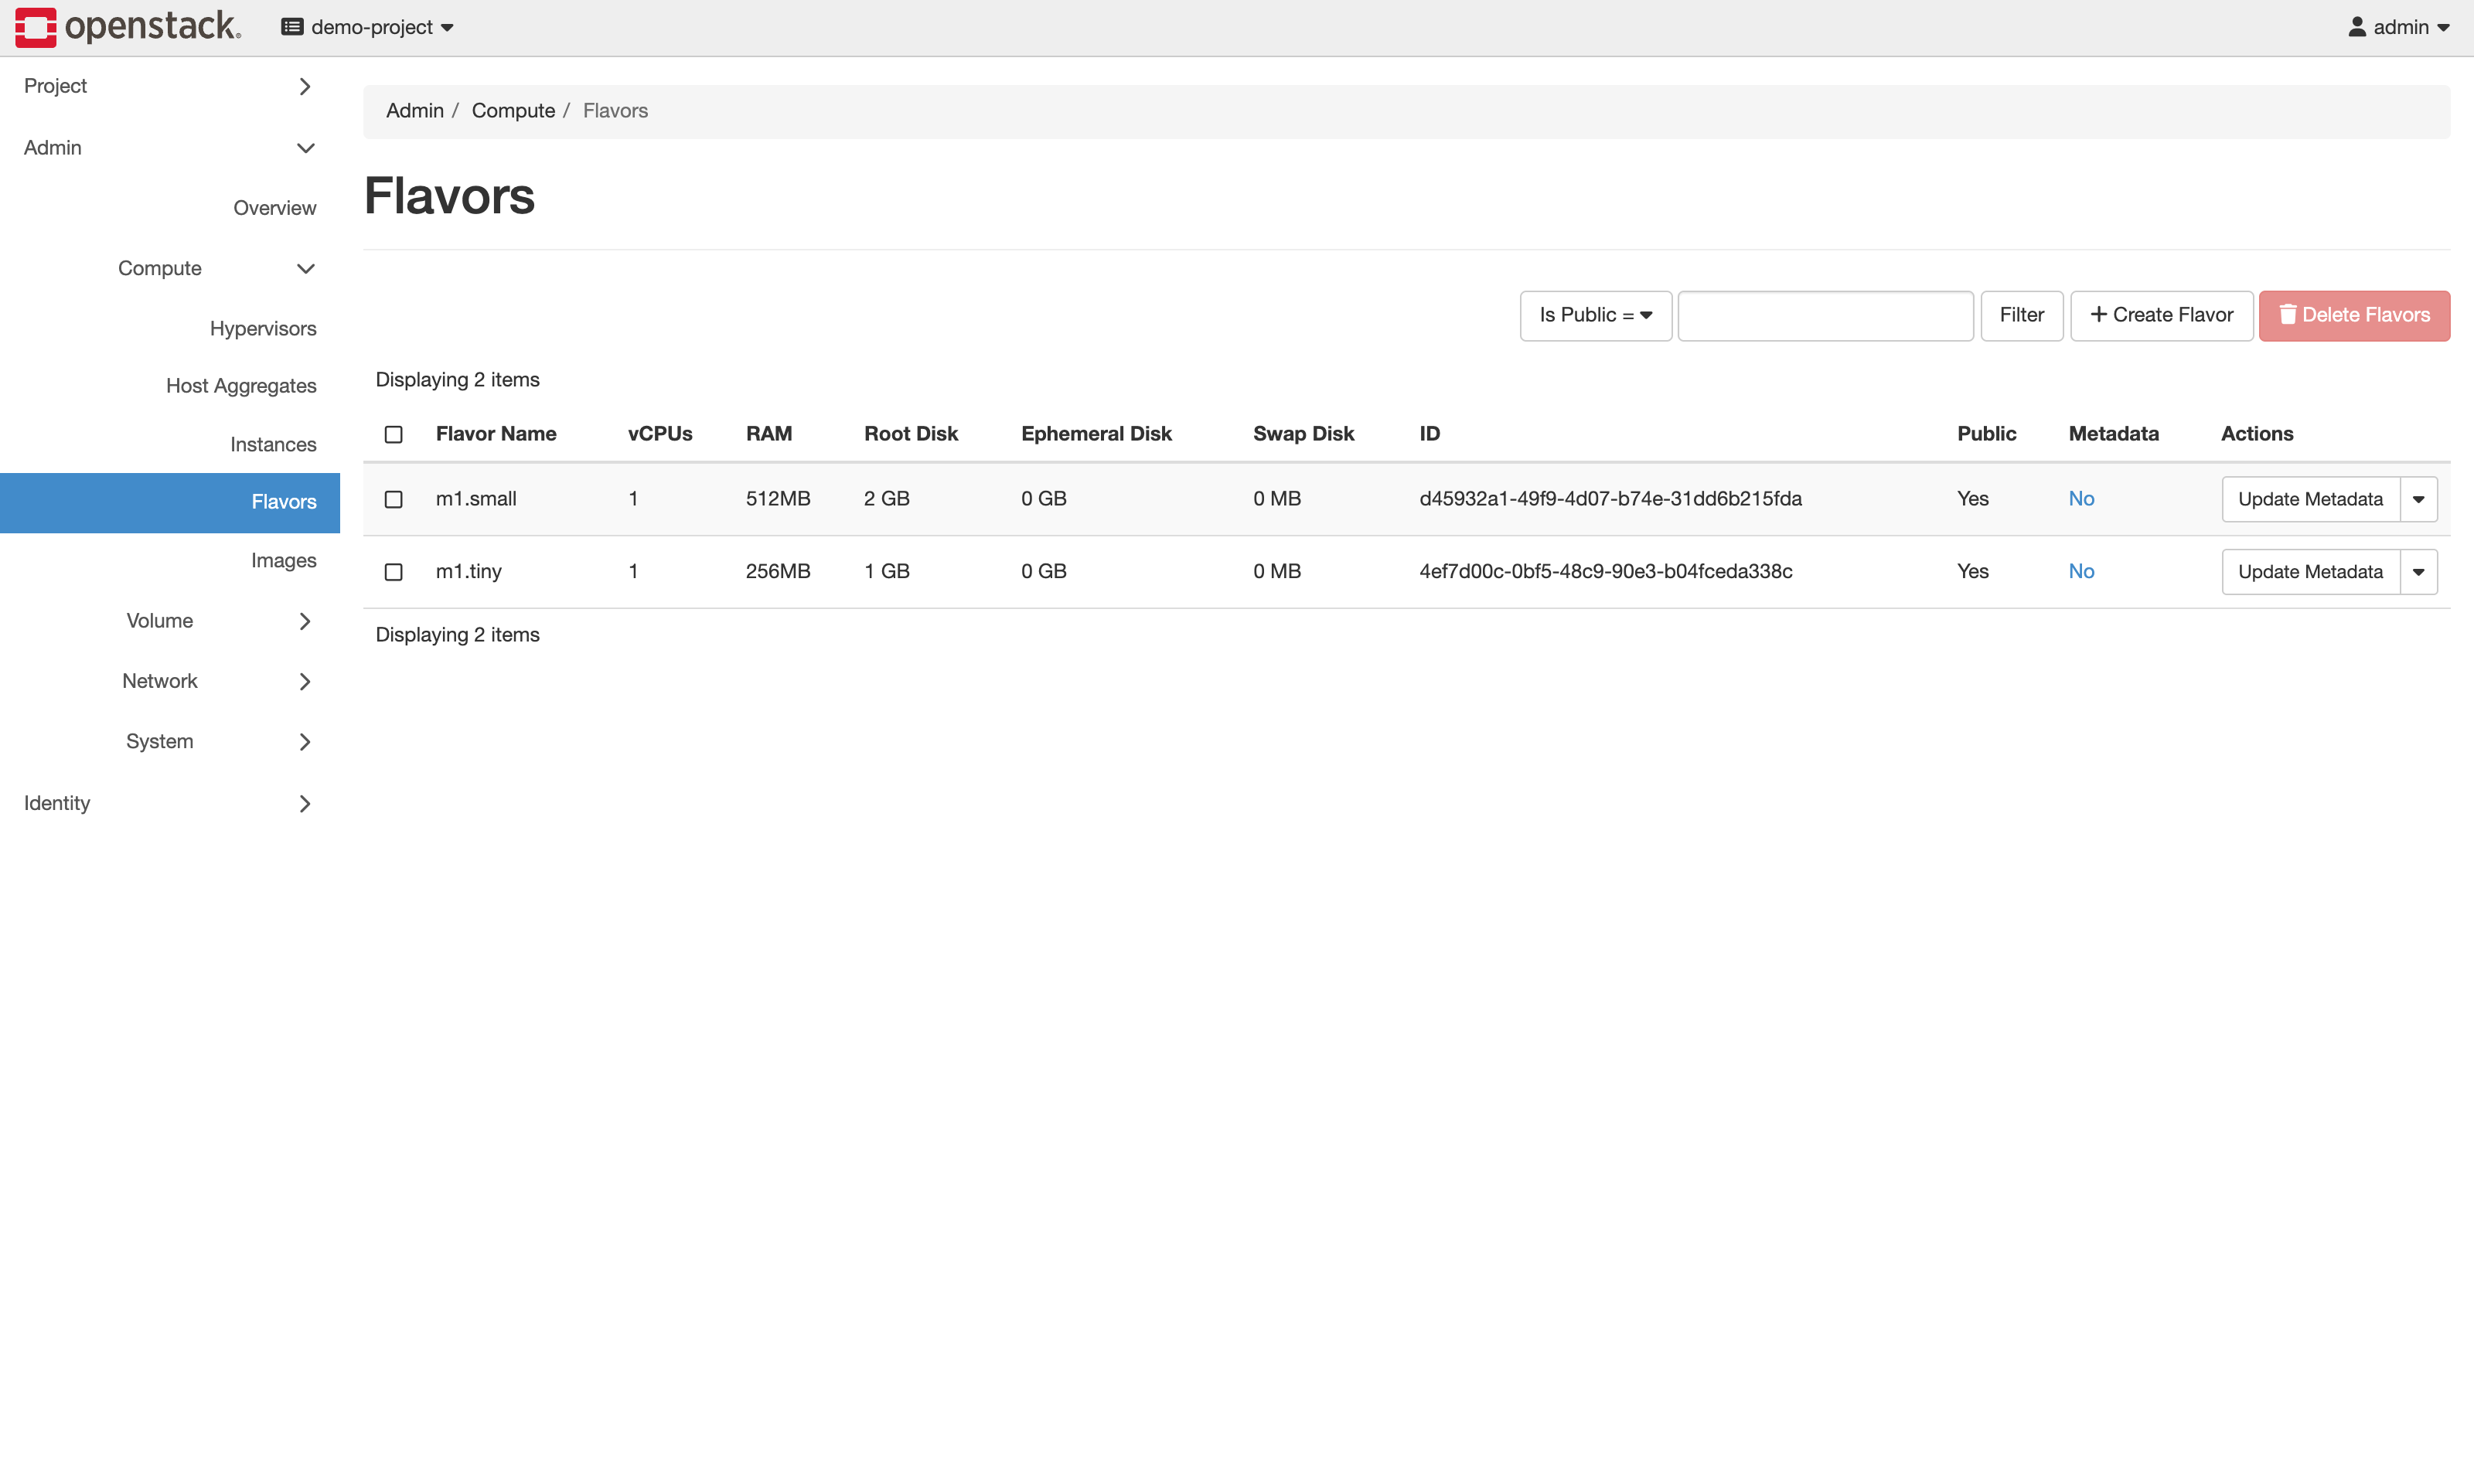 openstack.
demo-project
admin
Project
Admin
Overview
Compute
Hypervisors
Host Aggregates
Instances
Flavors
Images
Volume
Network
System
Identity
Admin / Compute / Flavors
Flavors
Is Public =
Filter
+ Create Flavor
Delete Flavors
Displaying 2 items
Flavor Name vCPUs RAM Root Disk Ephemeral Disk Swap Disk ID Public Metadata Actions
m1.small 1 512MB 2 GB 0 GB 0 MB d45932a1-49f9-4d07-b74e-31dd6b215fda Yes No Update Metadata
m1.tiny 1 256MB 1 GB 0 GB 0 MB 4ef7d00c-0bf5-48c9-90e3-b04fceda338c Yes No Update Metadata
Displaying 2 items